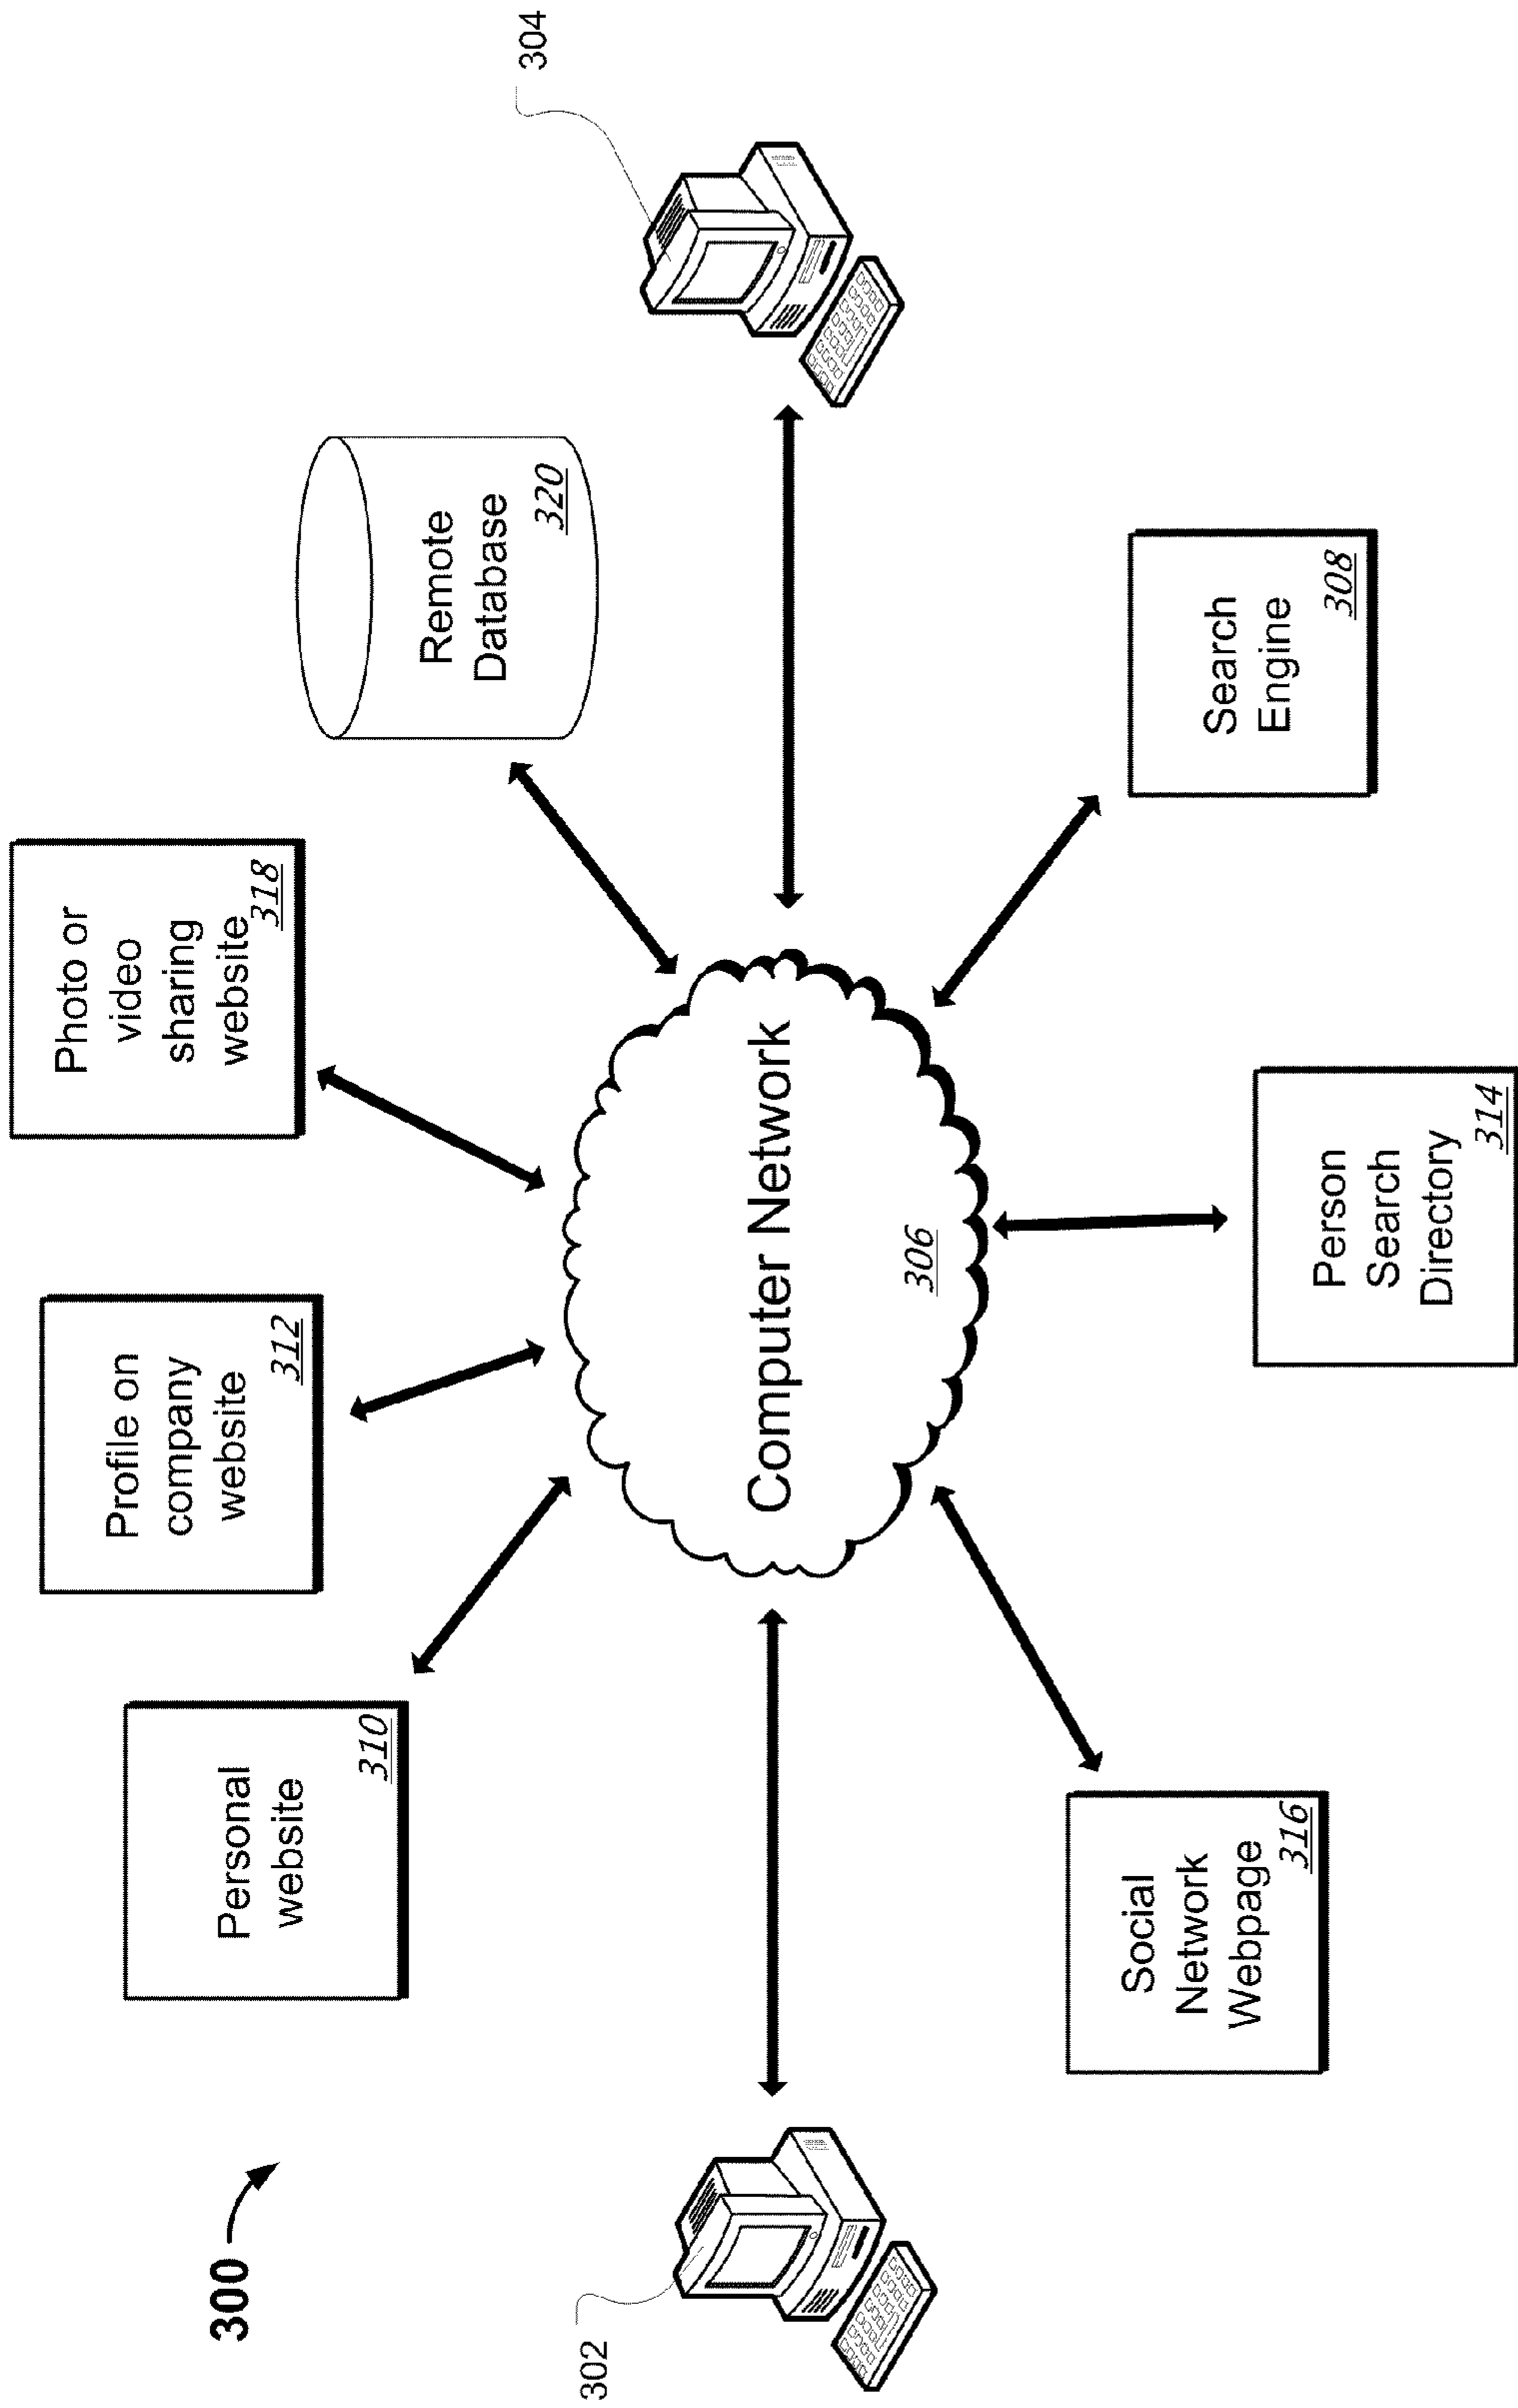 300
Personal
website
310
Profile on
company
website
312
Photo or
video
sharing
website
318
Remote
Database
320
304
302
Computer Network
306
Social
Network
Webpage
316
Person
Search
Directory
314
Search
Engine
308